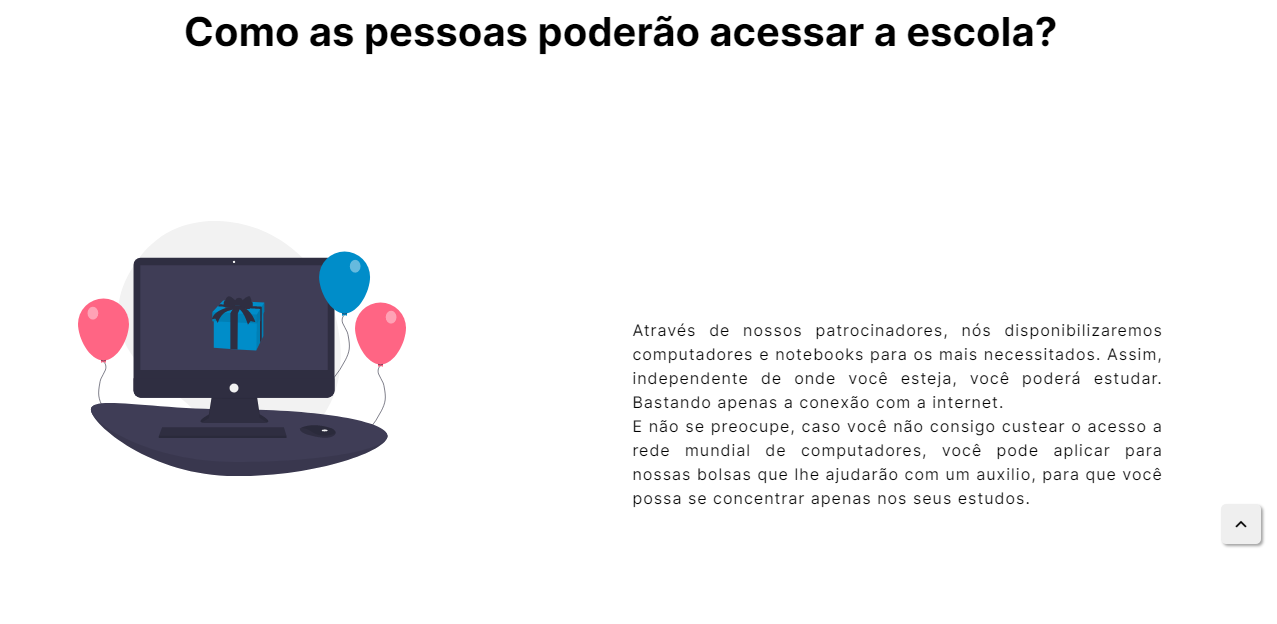 Como as pessoas poderão acessar a escola?
Através de nossos patrocinadores, nós disponibilizaremos
computadores e notebooks para os mais necessitados. Assim,
independente de onde você esteja, você poderá estudar.
Bastando apenas a conexão com a internet.
E não se preocupe, caso você não consigo custear o acesso a
rede mundial de computadores, você pode aplicar para
nossas bolsas que lhe ajudarão com um auxilio, para que você
possa se concentrar apenas nos seus estudos.